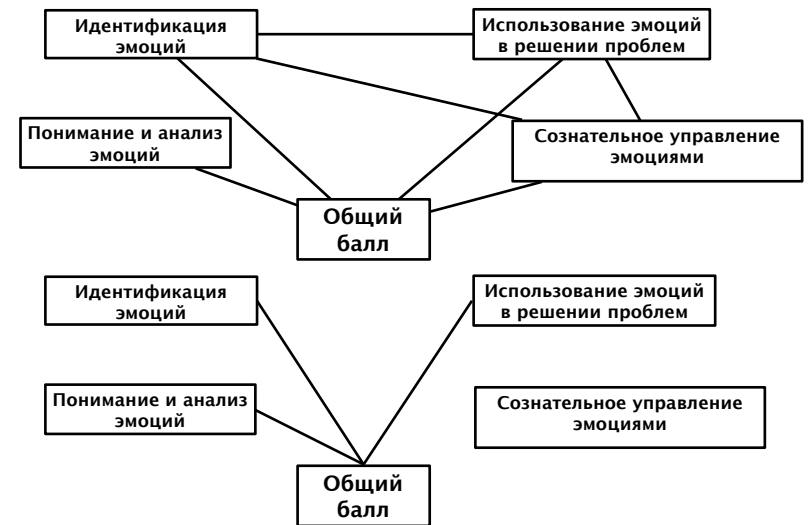 Идентификация
эмоций
Использование эмоций
в решении проблем
Понимание и анализ
эмоций
Сознательное управление
эмоциями
Общий
балл
Идентификация
эмоций
Использование эмоций
в решении проблем
Понимание и анализ
эмоций
Сознательное управление
эмоциями
Общий
балл